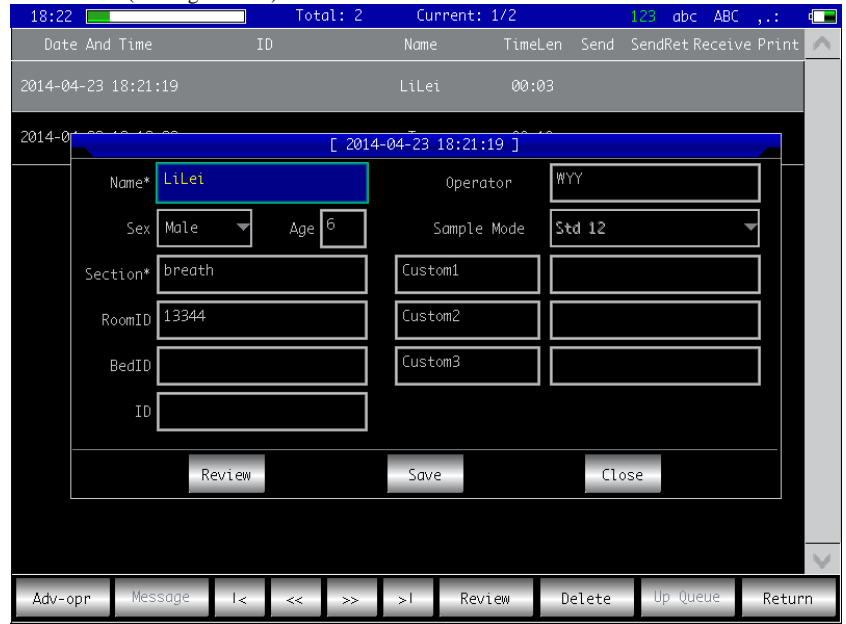 18:22 Total: 2 Current: 1/2 123 abc ABC ,.:
Date And Time ID Name TimeLen Send SendRet Receive Print
2014-04-23 18:21:19 LiLei 00:03
[ 2014-04-23 18:21:19 ]
Name* LiLei Operator WYY
Sex Male Age 6 Sample Mode Std 12
Section* breath Custom1
RoomID 13344 Custom2
BedID Custom3
ID
Review Save Close
Adv-opr Message |< << >> >| Review Delete Up Queue Return